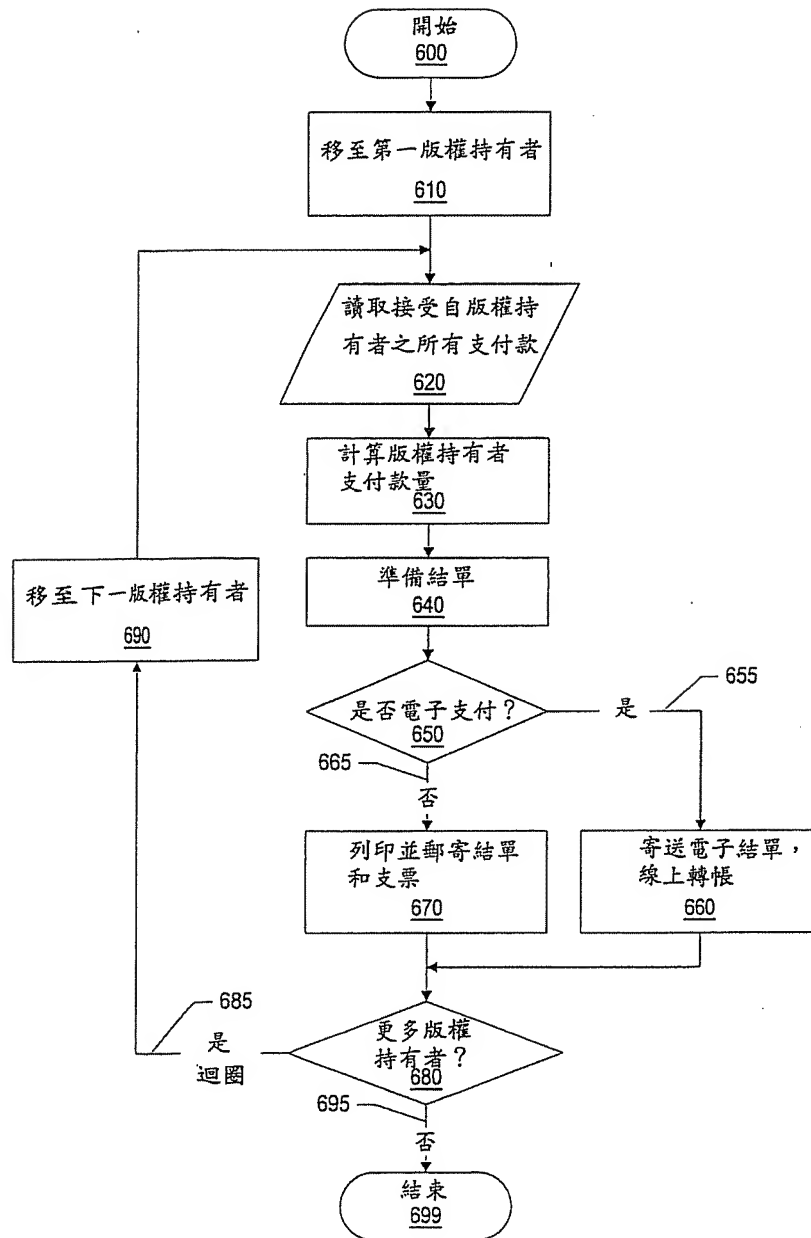 開始
600
移至第一版權持有者
610
讀取接受自版權持
有者之所有支付款
620
計算版權持有者
支付款量
630
準備結單
640
移至下一版權持有者
690
是否電子支付？
650
655
是
665
否
列印並郵寄結單
和支票
670
寄送電子結單，
線上轉帳
660
685
是
迴圈
更多版權
持有者？
680
695
否
結束
699